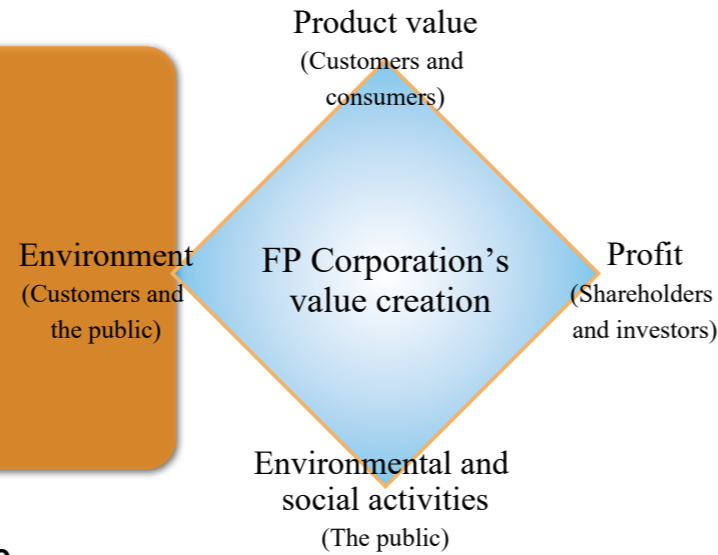 Product value
(Customers and
consumers)
Environment
(Customers and
the public)
FP Corporation’s
value creation
Profit
(Shareholders
and investors)
Environmental and
social activities
(The public)